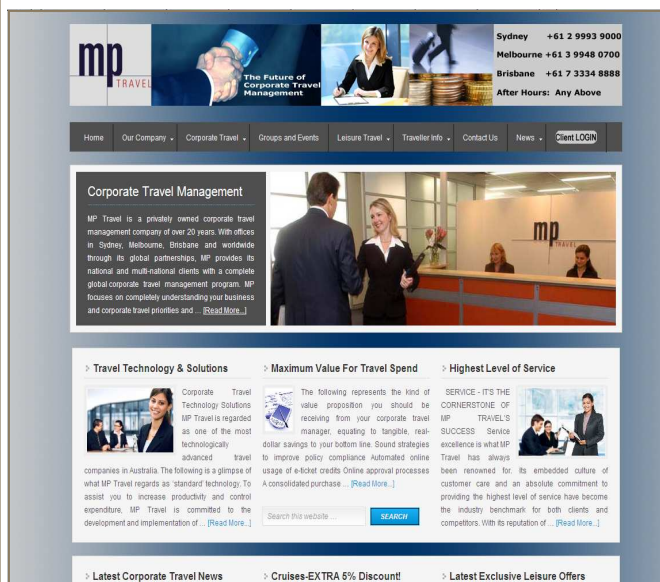 mp
TRAVEL
The Future of
Corporate Travel
Management
Sydney +61 2 9993 9000
Melbourne +61 3 9948 0700
Brisbane +61 7 3334 8888
After Hours: Any Above
Home Our Company Corporate Travel Groups and Events Leisure Travel Traveller Info Contact Us News Client LOGIN
Corporate Travel Management
MP Travel is a privately owned corporate travel
management company of over 20 years. With offices
in Sydney, Melbourne, Brisbane and worldwide
through its global partnerships, MP provides its
national and multi-national clients with a complete
global corporate travel management program. MP
focuses on completely understanding your business
and corporate travel priorities and ... [Read More...]
mp
TRAVEL
> Travel Technology & Solutions
Corporate Travel
Technology Solutions
MP Travel is regarded
as one of the most
technologically
advanced travel
companies in Australia. The following is a glimpse of
what MP Travel regards as 'standard' technology. To
assist you to increase productivity and control
expenditure, MP Travel is committed to the
development and implementation of ... [Read More...]
> Maximum Value For Travel Spend
The following represents the kind of
value proposition you should be
receiving from your corporate travel
manager, equating to tangible, real-
dollar savings to your bottom line. Sound strategies
to improve policy compliance Automated online
usage of e-ticket credits Online approval processes
A consolidated purchase ... [Read More...]
Search this website ... SEARCH
> Highest Level of Service
SERVICE - IT'S THE
CORNERSTONE OF
MP TRAVEL'S
SUCCESS Service
excellence is what MP
Travel has always
been renowned for. Its embedded culture of
customer care and an absolute commitment to
providing the highest level of service have become
the industry benchmark for both clients and
competitors. With its reputation of ... [Read More...]
> Latest Corporate Travel News
> Cruises-EXTRA 5% Discount!
> Latest Exclusive Leisure Offers